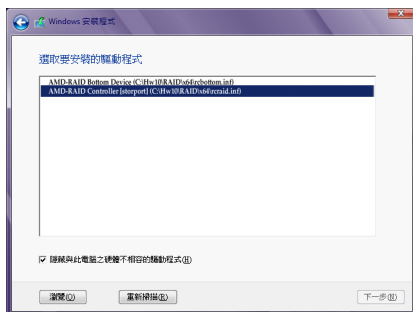 Windows 安裝程式
選取要安裝的驅動程式
AMD-RAID Bottom Device (C:\Hw10\RAID\x64\rcbottom.inf)
AMD-RAID Controller [storport] (C:\Hw10\RAID\x64\rcraid.inf)
隱藏與此電腦之硬體不相容的驅動程式(H)
瀏覽(O) 重新掃描(R) 下一步(N)